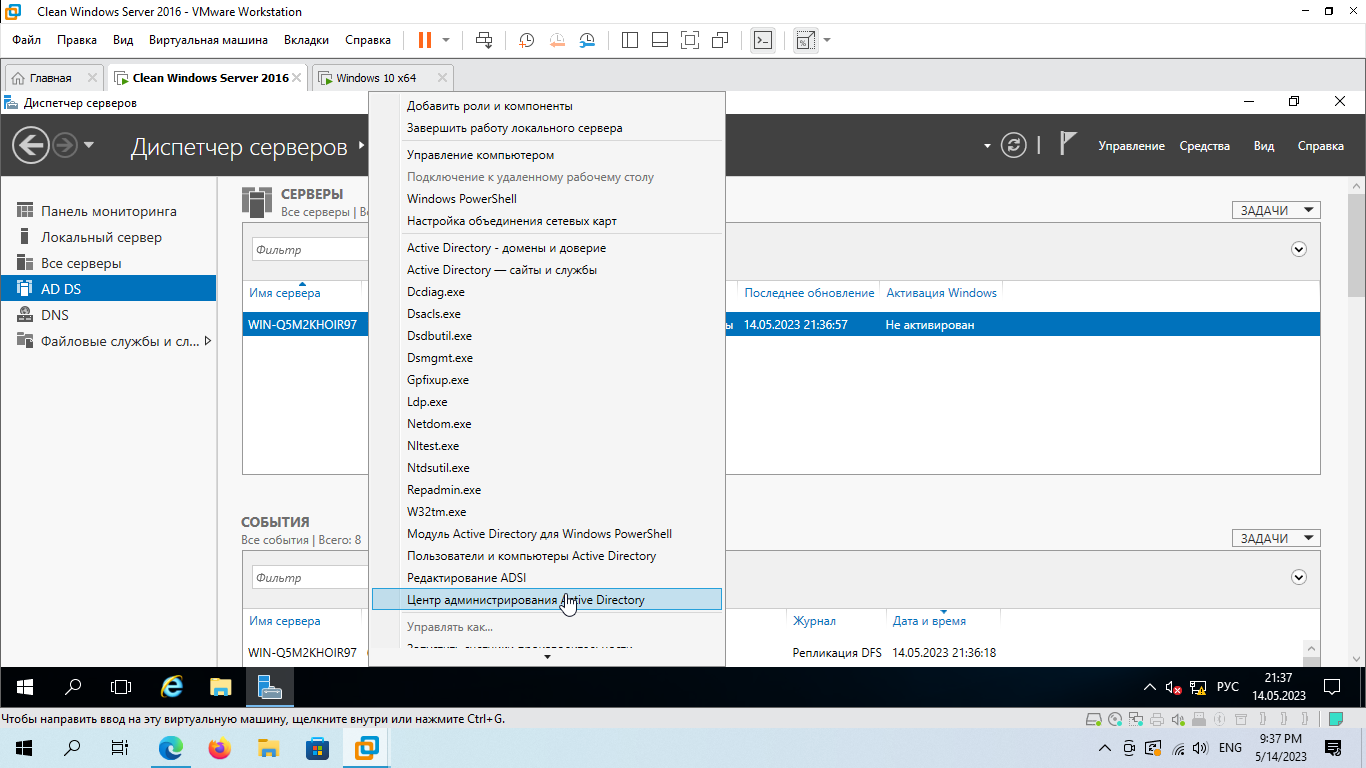 Clean Windows Server 2016 - VMware Workstation
Файл Правка Вид Виртуальная машина Вкладки Справка
Главная Clean Windows Server 2016 Windows 10 x64
Диспетчер серверов
Диспетчер серверов
Управление Средства Вид Справка
Панель мониторинга
Локальный сервер
Все серверы
AD DS
DNS
Файловые службы и сл...
СЕРВЕРЫ
Все серверы |
ЗАДАЧИ
Фильтр
Имя сервера Последнее обновление Активация Windows
WIN-Q5M2KHOIR97 14.05.2023 21:36:57 Не активирован
Добавить роли и компоненты
Завершить работу локального сервера
Управление компьютером
Подключение к удаленному рабочему столу
Windows PowerShell
Настройка объединения сетевых карт
Active Directory - домены и доверие
Active Directory — сайты и службы
Dcdiag.exe
Dsacls.exe
Dsdbutil.exe
Dsmgmt.exe
Gpfixup.exe
Ldp.exe
Netdom.exe
Nltest.exe
Ntdsutil.exe
Repadmin.exe
W32tm.exe
Модуль Active Directory для Windows PowerShell
Пользователи и компьютеры Active Directory
Редактирование ADSI
Центр администрирования Active Directory
Управлять как...
СОБЫТИЯ
Все события | Всего: 8
ЗАДАЧИ
Фильтр
Имя сервера Журнал Дата и время
WIN-Q5M2KHOIR97 Репликация DFS 14.05.2023 21:36:18
РУС 21:37
14.05.2023
Чтобы направить ввод на эту виртуальную машину, щелкните внутри или нажмите Ctrl+G.
ENG 9:37 PM
5/14/2023